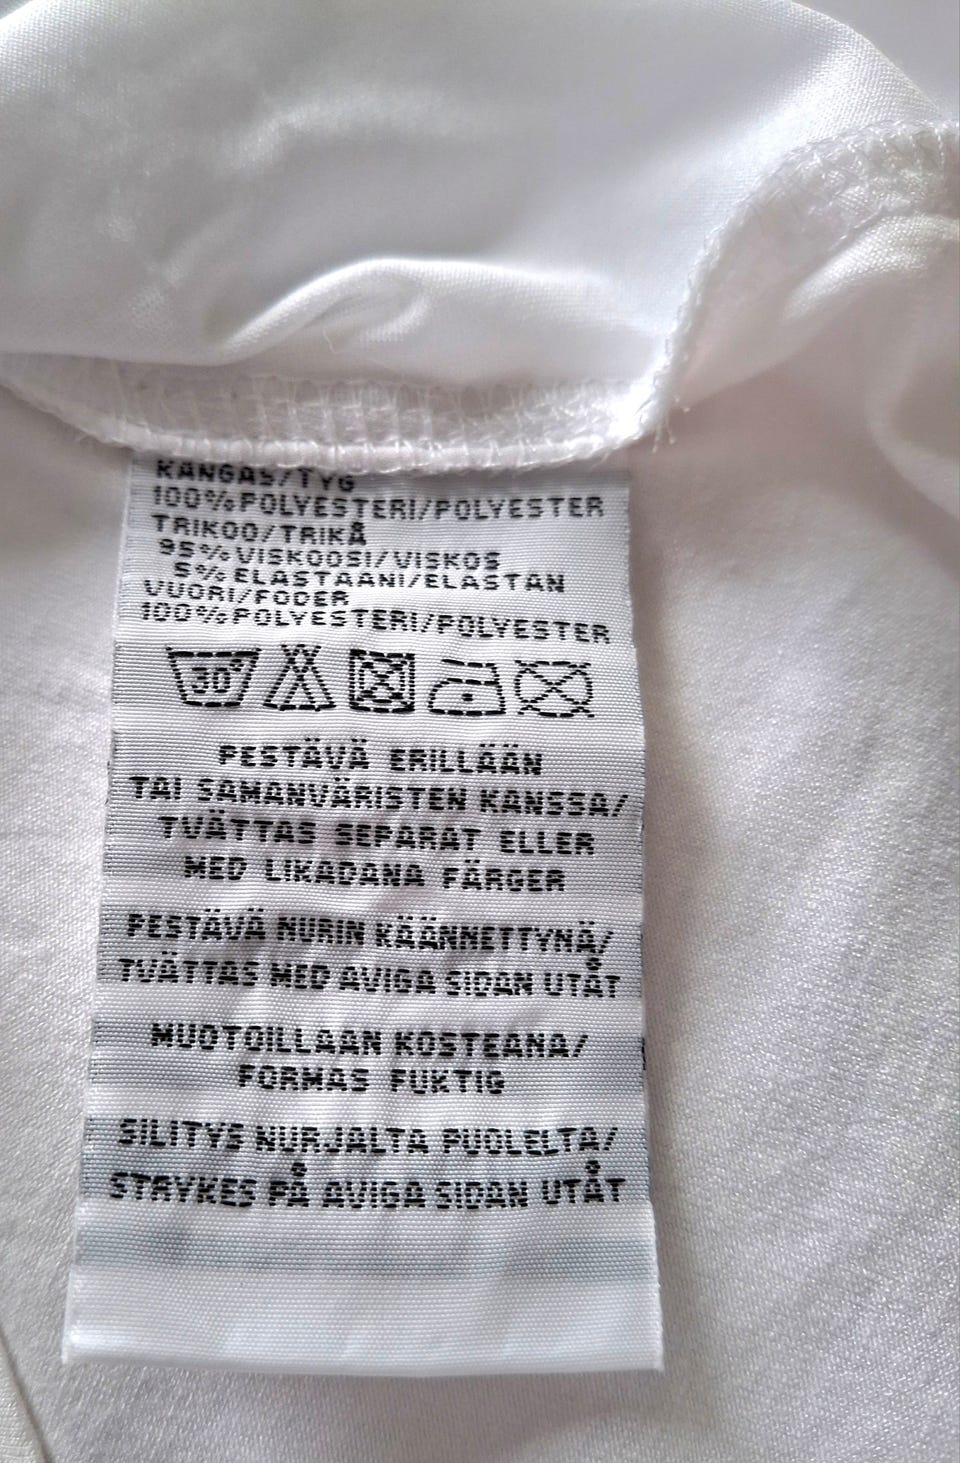 KANGAS/TYG
100%POLYESTERI/POLYESTER
TRIKOO/TRIKÅ
95% VISKOOSI/VISKOS
5% ELASTAANI/ELASTAN
VUORI/FODER
100%POLYESTERI/POLYESTER
30°
PESTÄVÄ ERILLÄÄN
TAI SAMANVÄRISTEN KANSSA/
TVÄTTAS SEPARAT ELLER
MED LIKADANA FÄRGER
PESTÄVÄ NURIN KÄÄNNETTYNÄ/
TVÄTTAS MED AVIGA SIDAN UTÅT
MUOTOILLAAN KOSTEANA/
FORMAS FUKTIG
SILITYS NURJALTA PUOLELTA/
STRYKES PÅ AVIGA SIDAN UTÅT